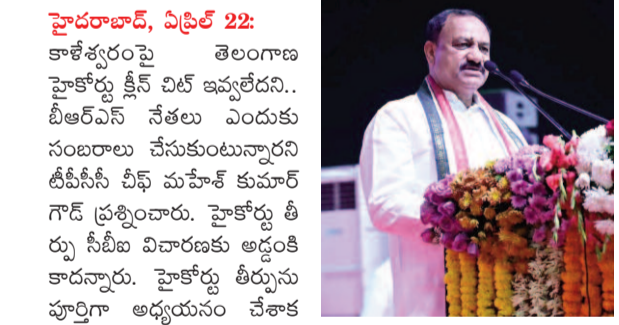 హైదరాబాద్, ఏప్రిల్ 22:
కాళేశ్వరంపై తెలంగాణ
హైకోర్టు క్లీన్ చిట్ ఇవ్వలేదని..
బీఆర్ఎస్ నేతలు ఎందుకు
సంబరాలు చేసుకుంటున్నారని
టీపీసీసీ చీఫ్ మహేశ్ కుమార్
గౌడ్ ప్రశ్నించారు. హైకోర్టు తీ
ర్పు సీబీఐ విచారణకు అడ్డంకి
కాదన్నారు. హైకోర్టు తీర్పును
పూర్తిగా అధ్యయనం చేశాక